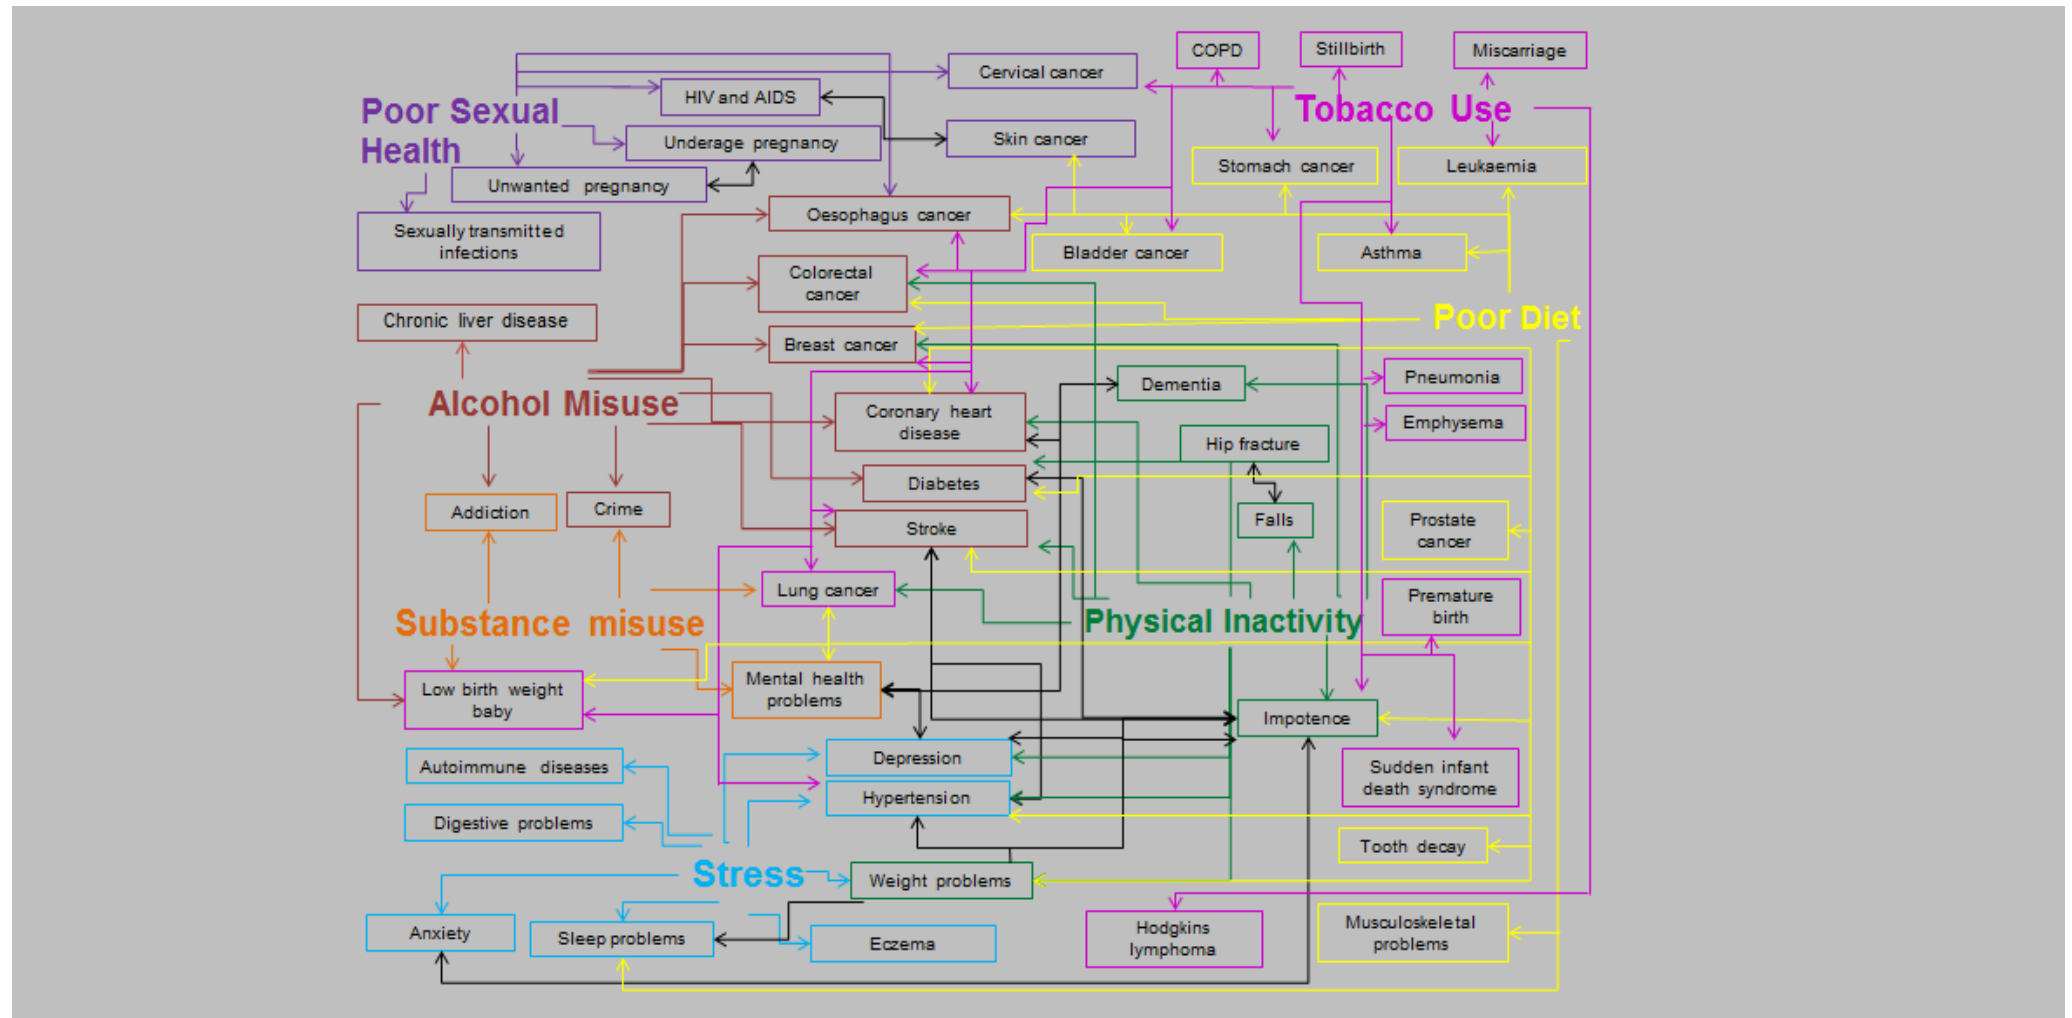 COPD
Stillbirth
Miscarriage
Cervical cancer
HIV and AIDS
Poor Sexual
Health
Tobacco Use
Underage pregnancy
Skin cancer
Stomach cancer
Leukaemia
Unwanted pregnancy
Oesophagus cancer
Sexually transmitted
infections
Bladder cancer
Asthma
Colorectal
cancer
Chronic liver disease
Poor Diet
Breast cancer
Dementia
Pneumonia
Alcohol Misuse
Coronary heart
disease
Emphysema
Hip fracture
Diabetes
Addiction
Crime
Stroke
Falls
Prostate
cancer
Lung cancer
Premature
birth
Substance misuse
Physical Inactivity
Low birth weight
baby
Mental health
problems
Impotence
Autoimmune diseases
Depression
Sudden infant
death syndrome
Hypertension
Digestive problems
Tooth decay
Stress
Weight problems
Anxiety
Sleep problems
Eczema
Hodgkins
lymphoma
Musculoskeletal
problems